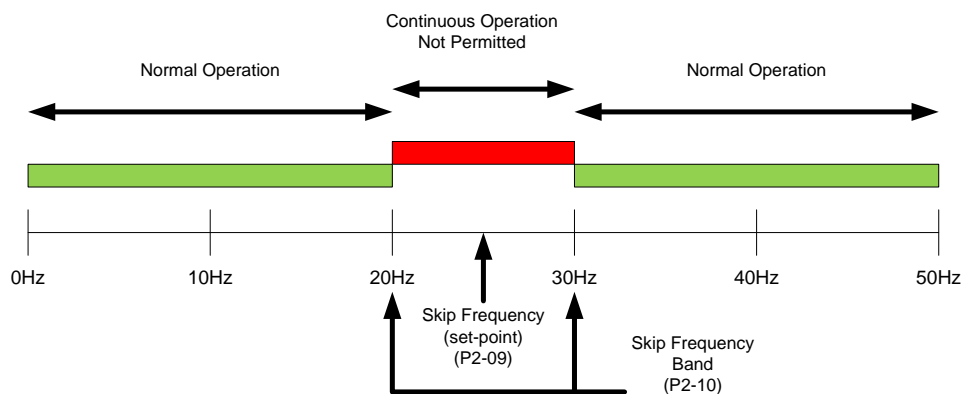 Continuous Operation
Not Permitted
Normal Operation
Normal Operation
0Hz
10Hz
20Hz
30Hz
40Hz
50Hz
Skip Frequency
(set-point)
(P2-09)
Skip Frequency
Band
(P2-10)